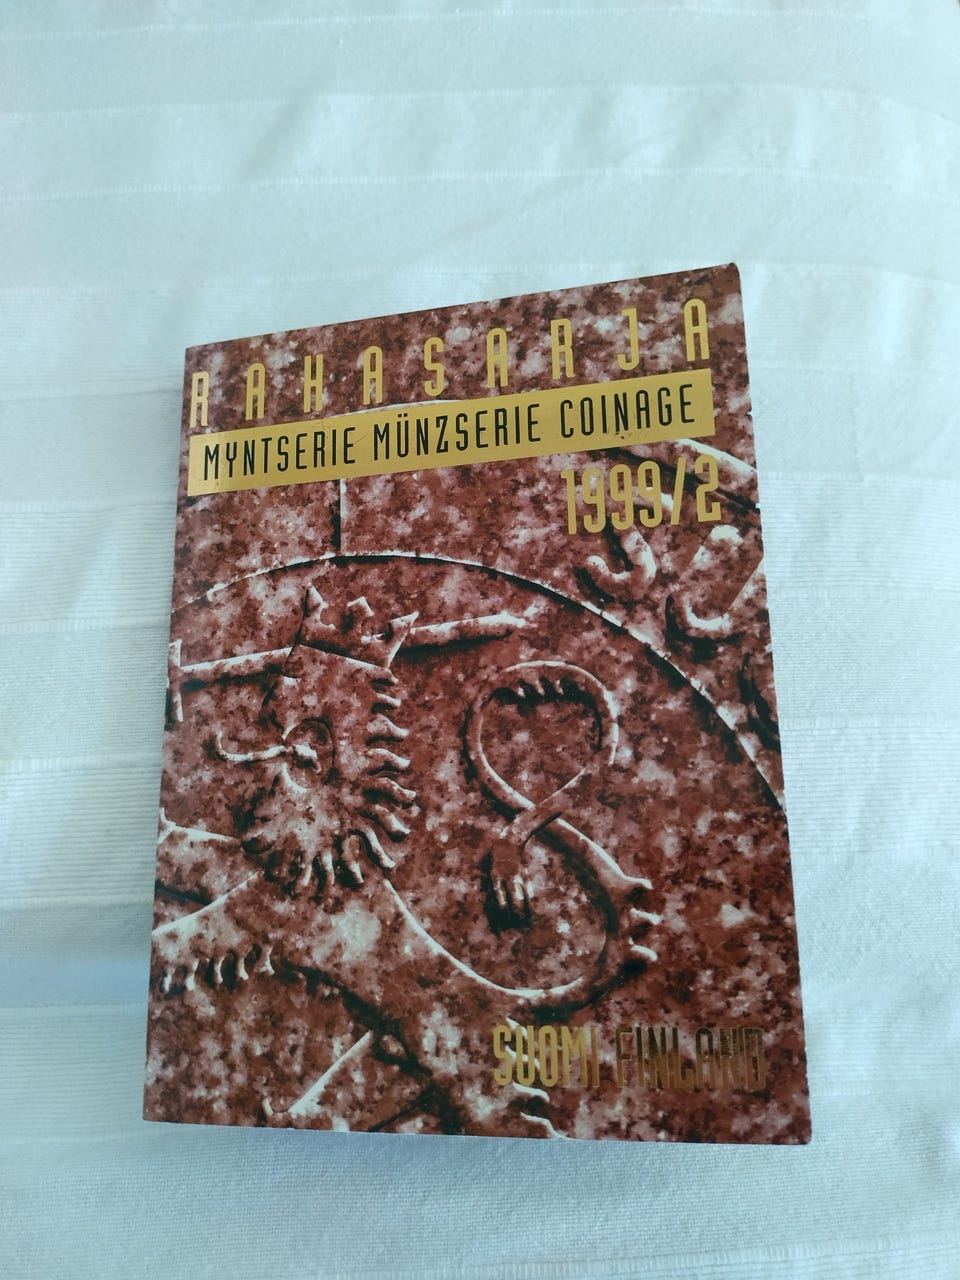 RAHASARJA
MYNTSERIE MÜNZSERIE COINAGE
1999/2
SUOMI FINLAND